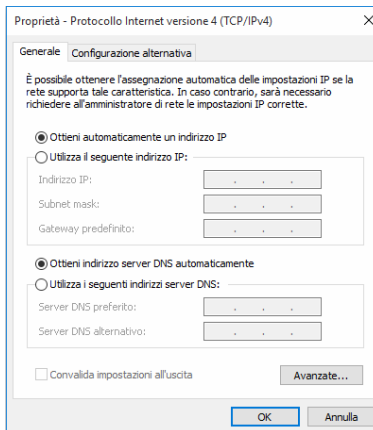 Proprietà - Protocollo Internet versione 4 (TCP/IPv4)
Generale
Configurazione alternativa
È possibile ottenere l'assegnazione automatica delle impostazioni IP se la
rete supporta tale caratteristica. In caso contrario, sarà necessario
richiedere all'amministratore di rete le impostazioni IP corrette.
Ottieni automaticamente un indirizzo IP
Utilizza il seguente indirizzo IP:
Indirizzo IP:
Subnet mask:
Gateway predefinito:
Ottieni indirizzo server DNS automaticamente
Utilizza i seguenti indirizzi server DNS:
Server DNS preferito:
Server DNS alternativo:
Convalida impostazioni all'uscita
Avanzate...
OK
Annulla